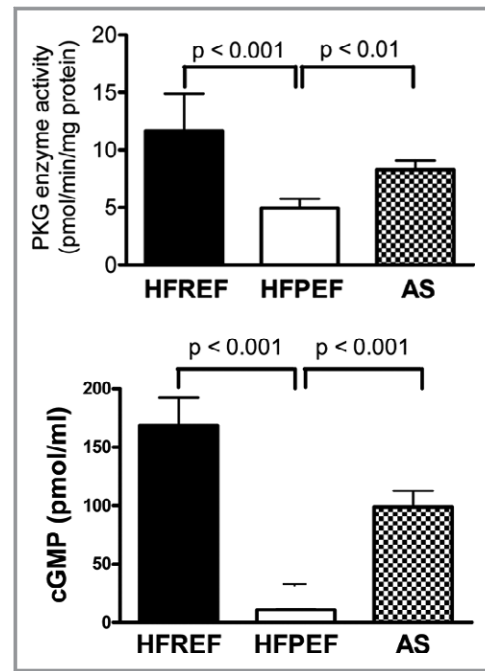 p < 0.001 p < 0.01
PKG enzyme activity
(pmol/min/mg protein)
20
15
10
5
0
HFREF HFPEF AS
p < 0.001 p < 0.001
cGMP (pmol/ml)
200
150
100
50
0
HFREF HFPEF AS